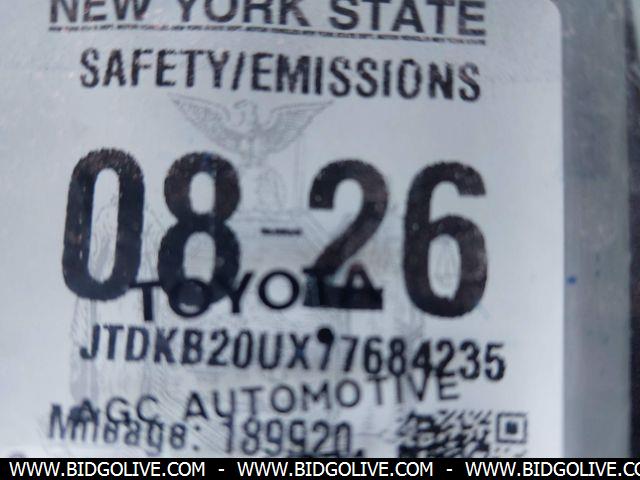 NEW YORK STATE
SAFETY/EMISSIONS
08-26
TOYOTA
JTDKB20UX77684235
AGC AUTOMOTIVE
Mileage: 189920
WWW.BIDGOLIVE.COM - WWW.BIDGOLIVE.COM - WWW.BIDGOLIVE.COM